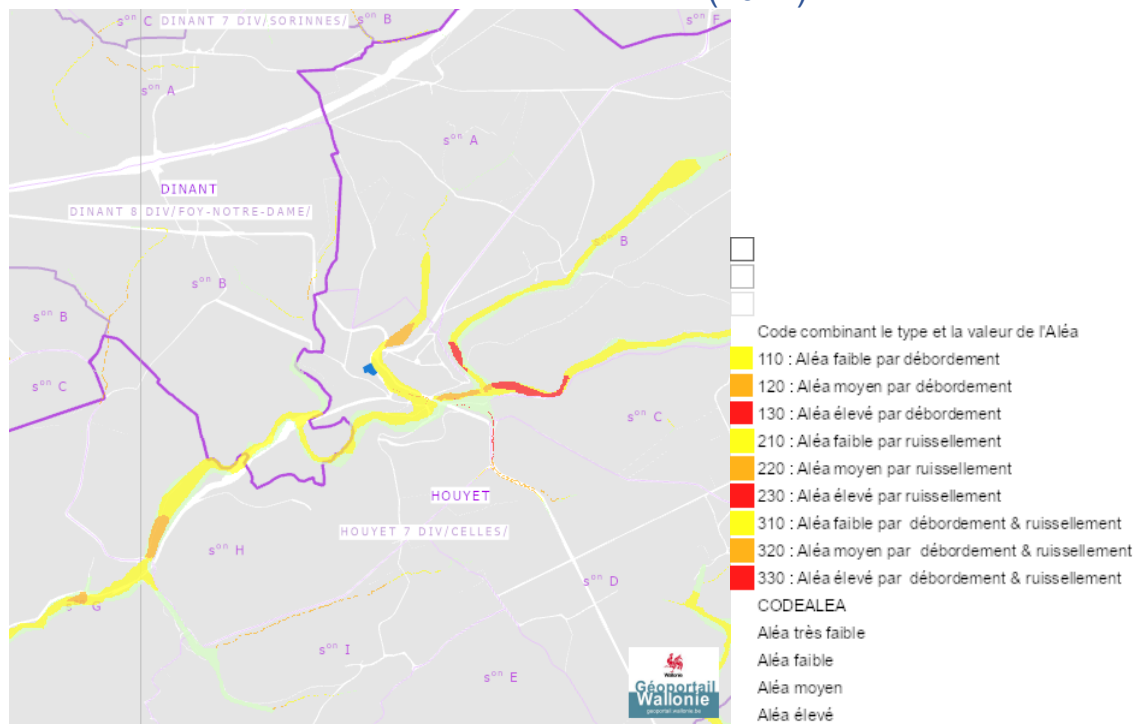 sᵒⁿ C
DINANT 7 DIV/SORINNES/
sᵒⁿ B
sᵒⁿ F
sᵒⁿ A
sᵒⁿ A
DINANT
DINANT 8 DIV/FOY-NOTRE-DAME/
sᵒⁿ B
sᵒⁿ B
sᵒⁿ B
sᵒⁿ C
sᵒⁿ C
HOUYET
HOUYET 7 DIV/CELLES/
sᵒⁿ H
sᵒⁿ D
sᵒⁿ G
sᵒⁿ I
sᵒⁿ E
Wallonie
Géoportail
Wallonie
geoportail.wallonie.be
Code combinant le type et la valeur de l'Aléa
110 : Aléa faible par débordement
120 : Aléa moyen par débordement
130 : Aléa élevé par débordement
210 : Aléa faible par ruissellement
220 : Aléa moyen par ruissellement
230 : Aléa élevé par ruissellement
310 : Aléa faible par débordement & ruissellement
320 : Aléa moyen par débordement & ruissellement
330 : Aléa élevé par débordement & ruissellement
CODEALEA
Aléa très faible
Aléa faible
Aléa moyen
Aléa élevé